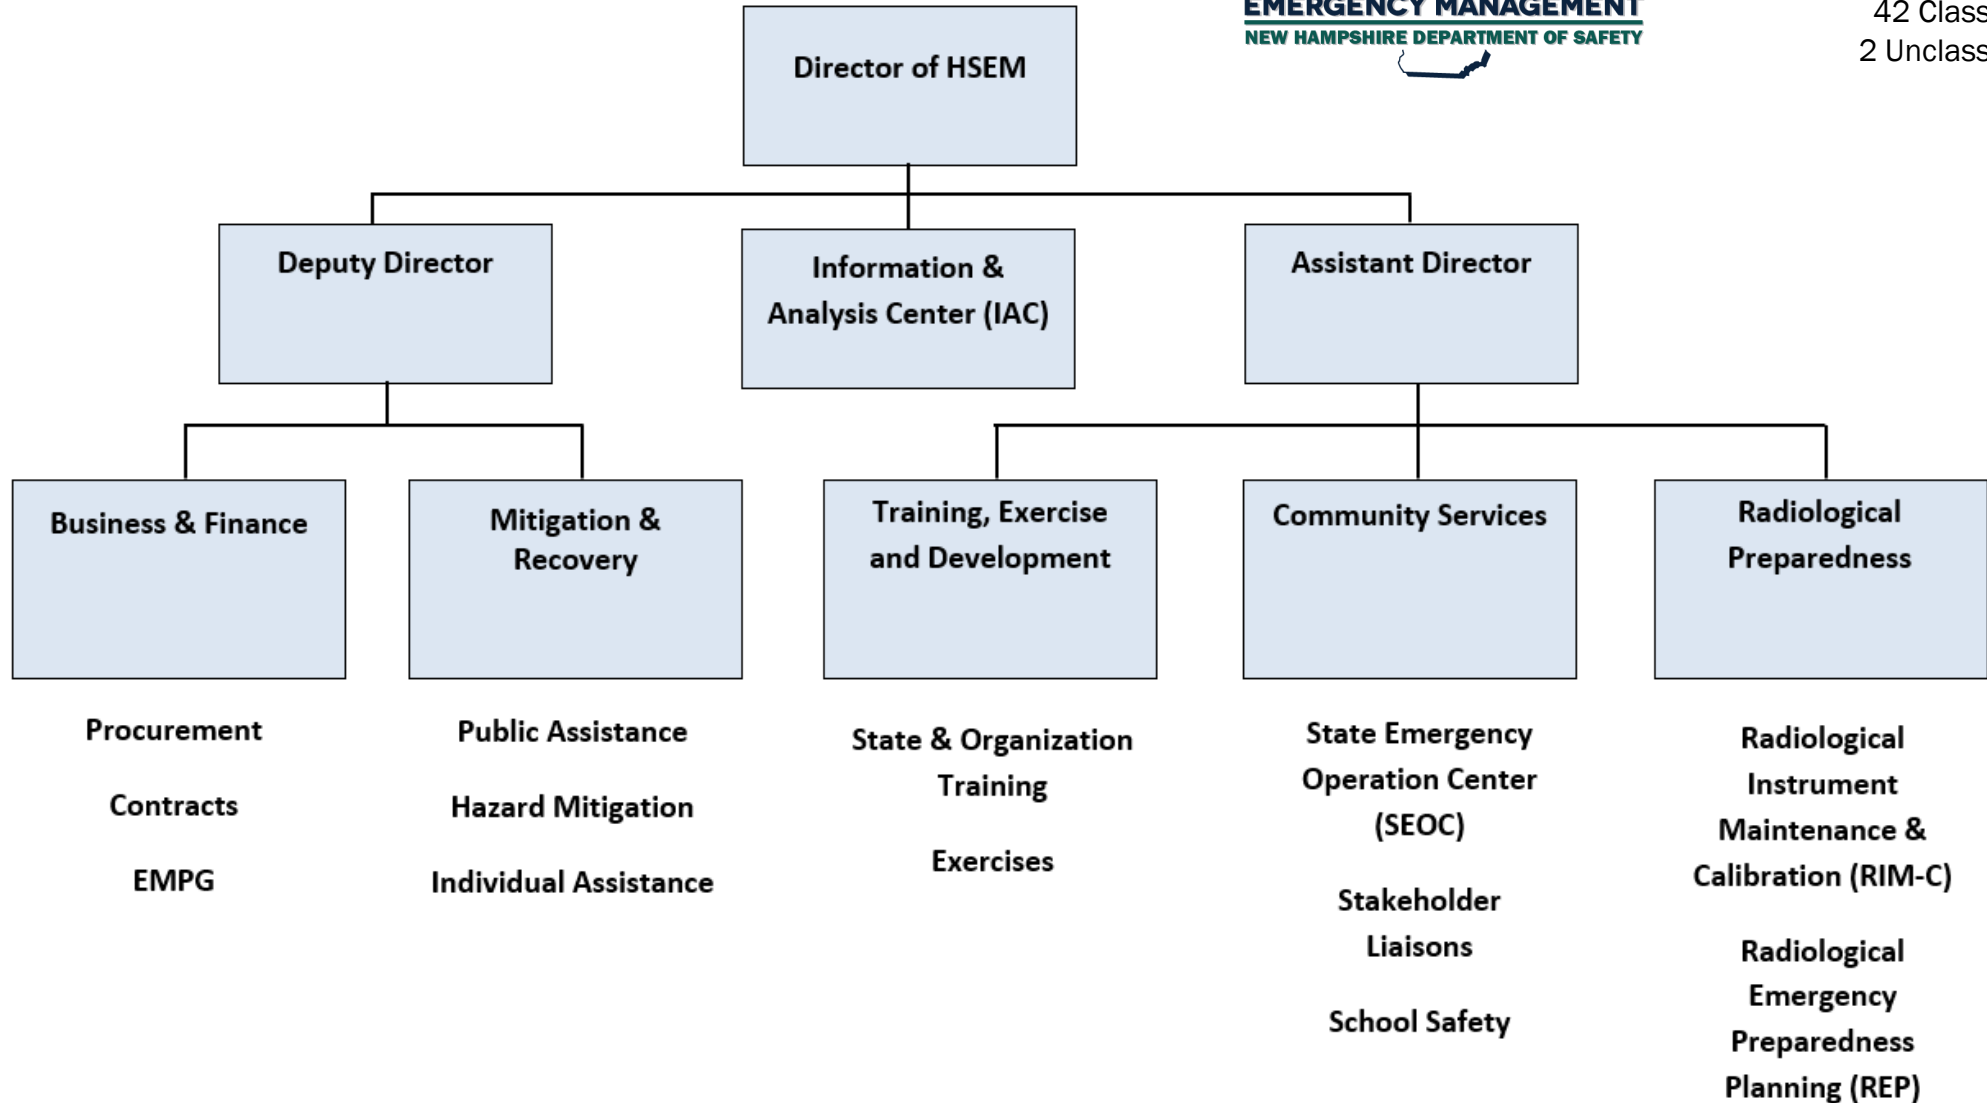 EMERGENCY MANAGEMENT
NEW HAMPSHIRE DEPARTMENT OF SAFETY
42 Class
2 Unclass
Director of HSEM
Deputy Director
Information &
Analysis Center (IAC)
Assistant Director
Business & Finance
Mitigation &
Recovery
Training, Exercise
and Development
Community Services
Radiological
Preparedness
Procurement
Contracts
EMPG
Public Assistance
Hazard Mitigation
Individual Assistance
State & Organization
Training
Exercises
State Emergency
Operation Center
(SEOC)
Stakeholder
Liaisons
School Safety
Radiological
Instrument
Maintenance &
Calibration (RIM-C)
Radiological
Emergency
Preparedness
Planning (REP)